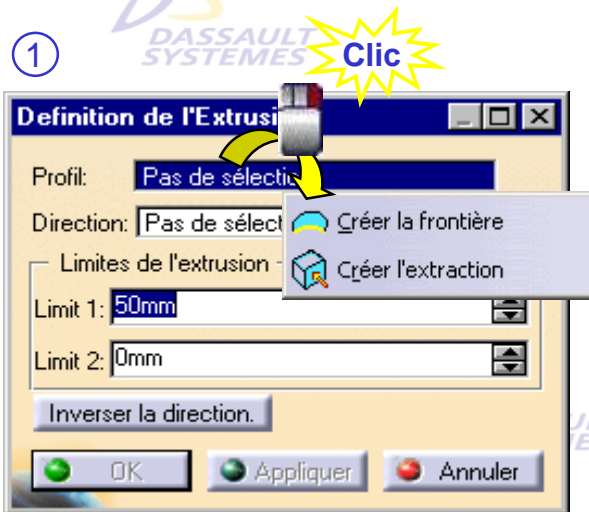 DASSAULT
SYSTEMES
1
Clic
Definition de l'Extrusi
Profil: Pas de sélectio
Créer la frontière
Direction: Pas de sélect
Créer l'extraction
Limites de l'extrusion
Limit 1: 50mm
Limit 2: 0mm
Inverser la direction.
OK Appliquer Annuler